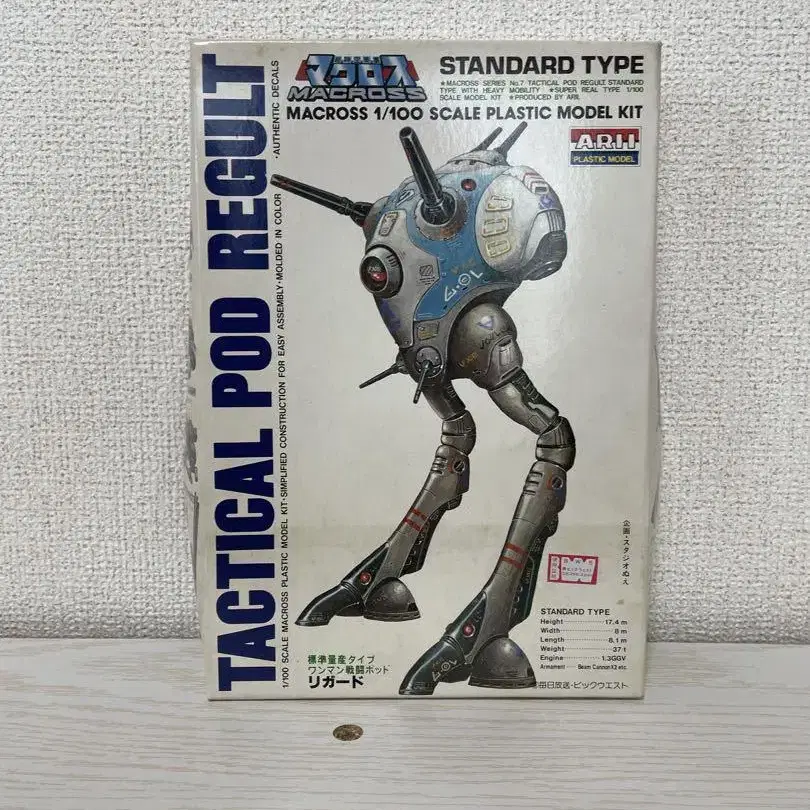 TACTICAL POD REGULT
1/100 SCALE MACROSS PLASTIC MODEL KIT・SIMPLIFIED CONSTRUCTION FOR EASY ASSEMBLY・MOLDED IN COLOR・AUTHENTIC DECALS
マクロス
MACROSS
STANDARD TYPE
★MACROSS SERIES No.7 TACTICAL POD REGULT STANDARD
TYPE WITH HEAVY MOBILITY ★SUPER REAL TYPE 1/100
SCALE MODEL KIT ★PRODUCED BY ARII
MACROSS 1/100 SCALE PLASTIC MODEL KIT
ARII
PLASTIC MODEL
企画・スタジオぬえ
STANDARD TYPE
Height 17.4 m
Width 8 m
Length 8.1 m
Weight 37 t
Engine 1.3GGV
Armament Beam Cannon X2 etc.
標準量産タイプ
ワンマン戦闘ポッド
リガード
©毎日放送・ビックウエスト